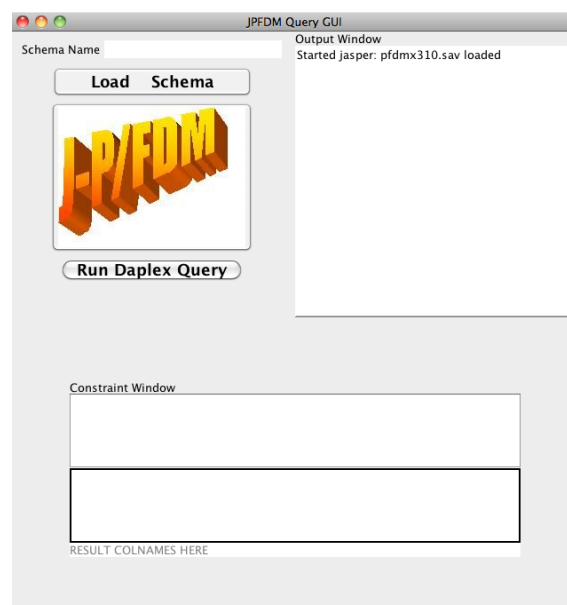 JPFDM Query GUI
Schema Name
Output Window
Started jasper: pfdmx310.sav loaded
Load Schema
J-P/FDM
Run Daplex Query
Constraint Window
RESULT COLNAMES HERE